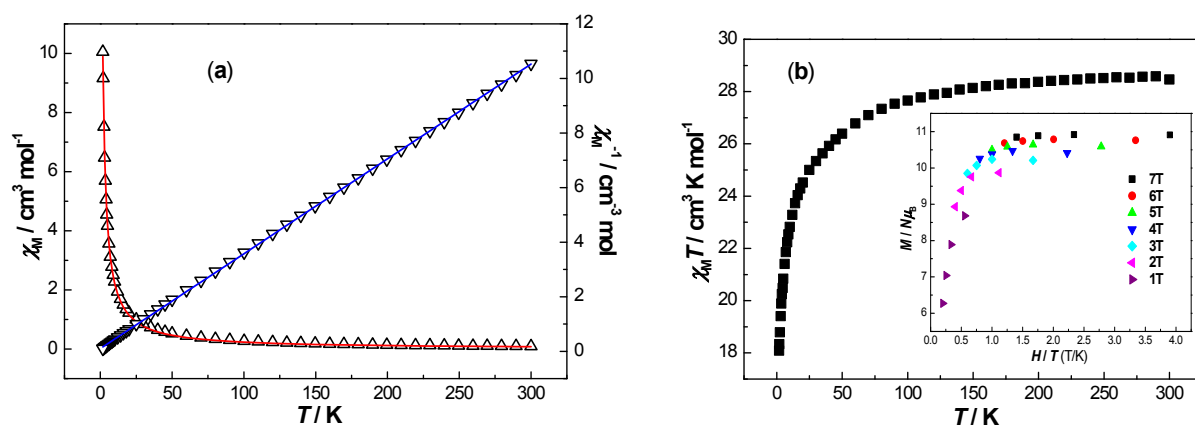 (a)
χM / cm3 mol-1
10
8
6
4
2
0
χM-1 / cm-3 mol
12
10
8
6
4
2
0
0 50 100 150 200 250 300
T / K
(b)
χMT / cm3 K mol-1
30
28
26
24
22
20
18
0 50 100 150 200 250 300
T / K
M / NμB
11
10
9
8
7
6
7T
6T
5T
4T
3T
2T
1T
0.0 0.5 1.0 1.5 2.0 2.5 3.0 3.5 4.0
H / T (T/K)